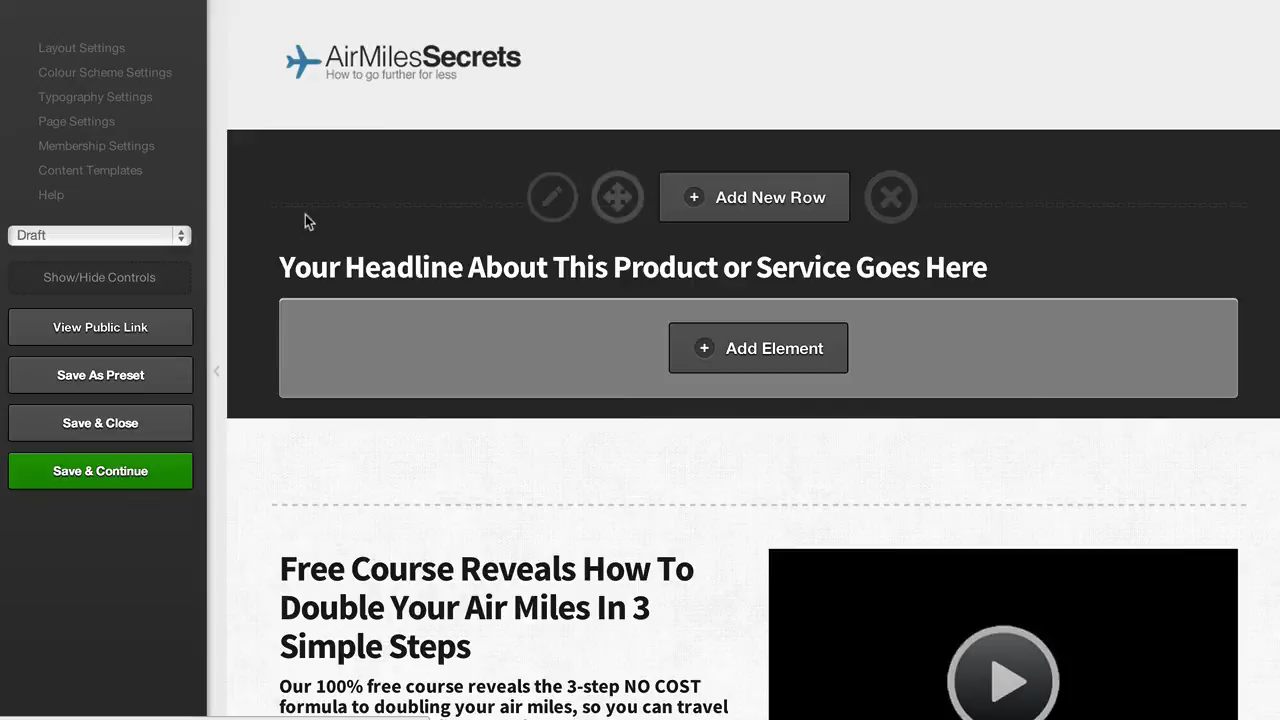 Layout Settings
Colour Scheme Settings
Typography Settings
Page Settings
Membership Settings
Content Templates
Help
Draft
Show/Hide Controls
View Public Link
Save As Preset
Save & Close
Save & Continue
AirMilesSecrets
How to go further for less
Add New Row
Your Headline About This Product or Service Goes Here
Add Element
Free Course Reveals How To
Double Your Air Miles In 3
Simple Steps
Our 100% free course reveals the 3-step NO COST
formula to doubling your air miles, so you can travel